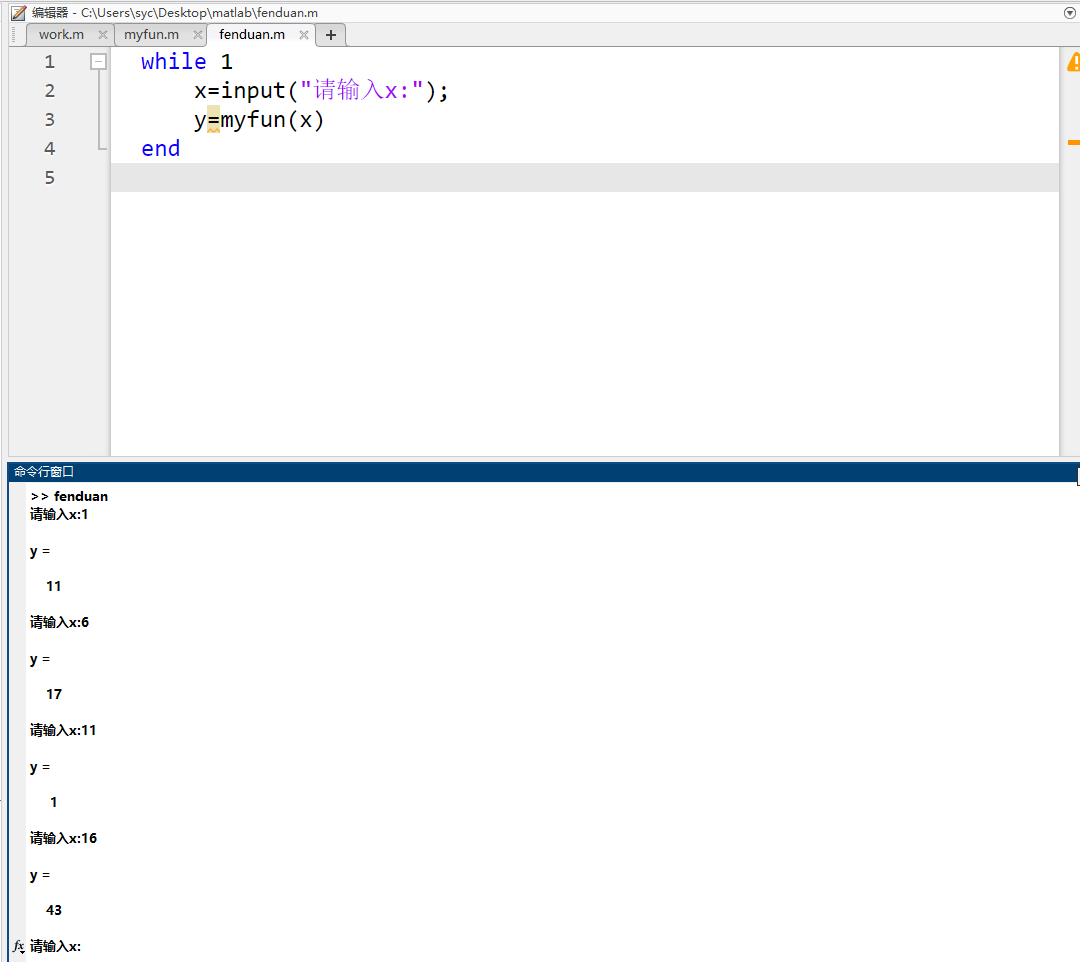 编辑器 - C:\Users\syc\Desktop\matlab\fenduan.m
work.m myfun.m fenduan.m
1 while 1
2 x=input("请输入x:");
3 y=myfun(x)
4 end
5
命令行窗口
>> fenduan
请输入x:1
y =
11
请输入x:6
y =
17
请输入x:11
y =
1
请输入x:16
y =
43
fx 请输入x: